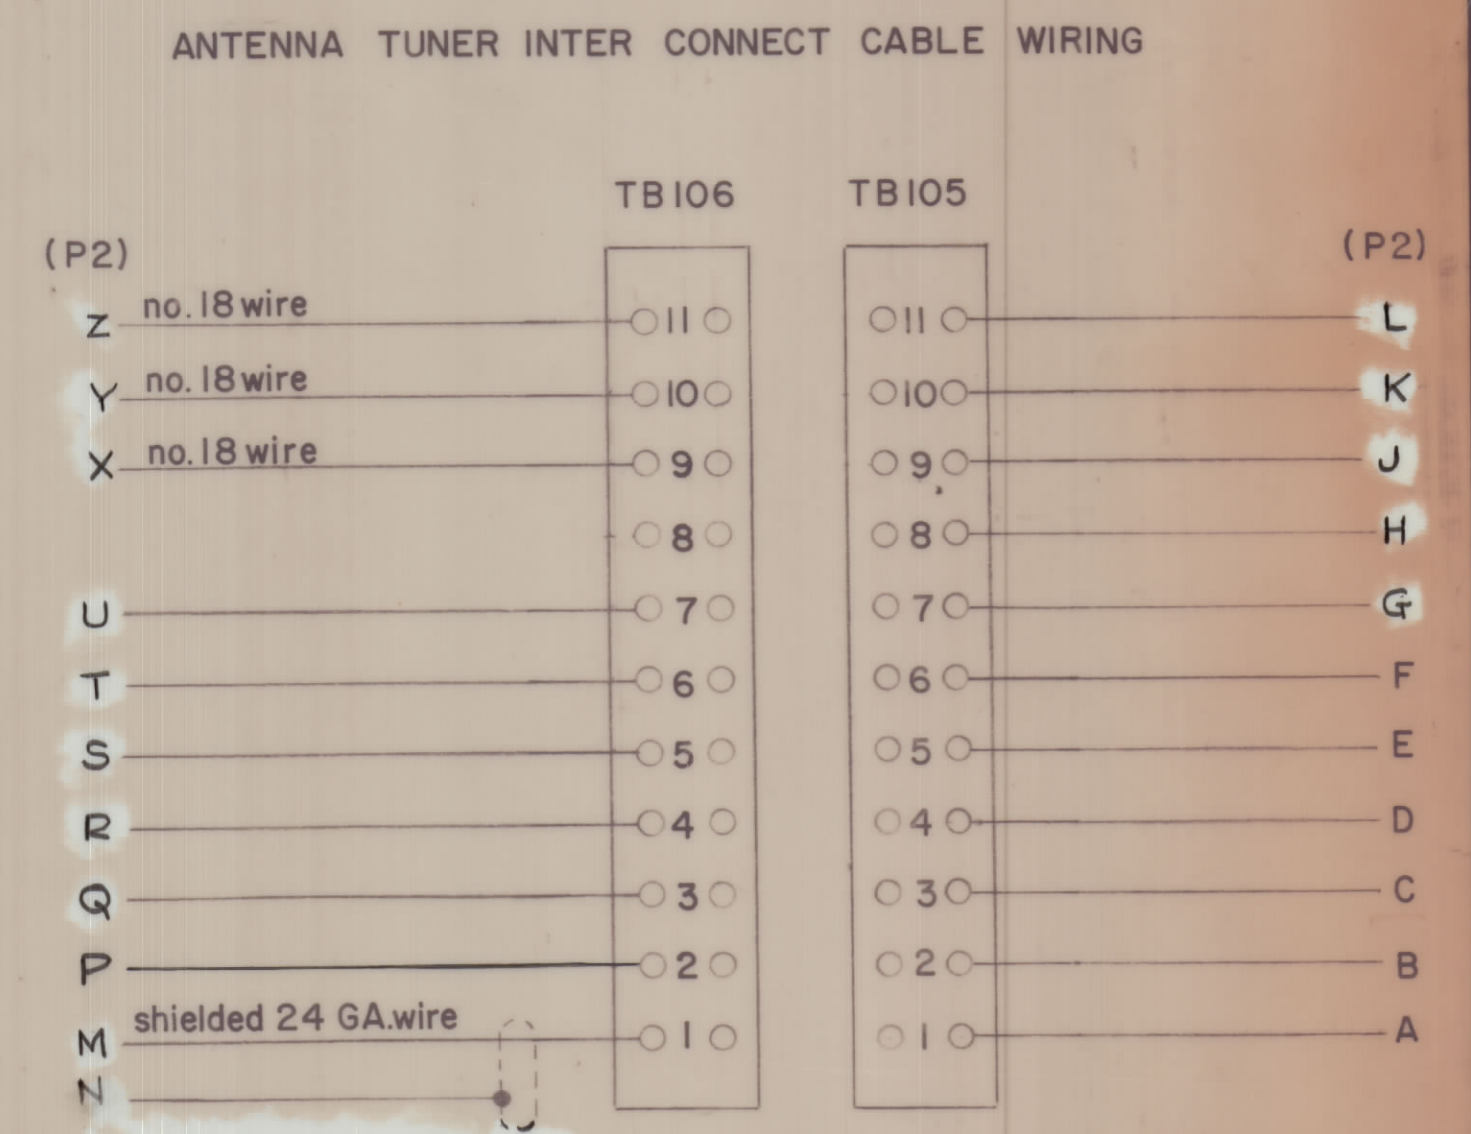 ANTENNA TUNER INTER CONNECT CABLE WIRING
TB106 TB105
(P2) (P2)
Z no.18 wire 11 11 L
Y no.18 wire 10 10 K
X no.18 wire 9 9 J
8 8 H
U 7 7 G
T 6 6 F
S 5 5 E
R 4 4 D
Q 3 3 C
P 2 2 B
shielded 24 GA.wire
M 1 1 A
N